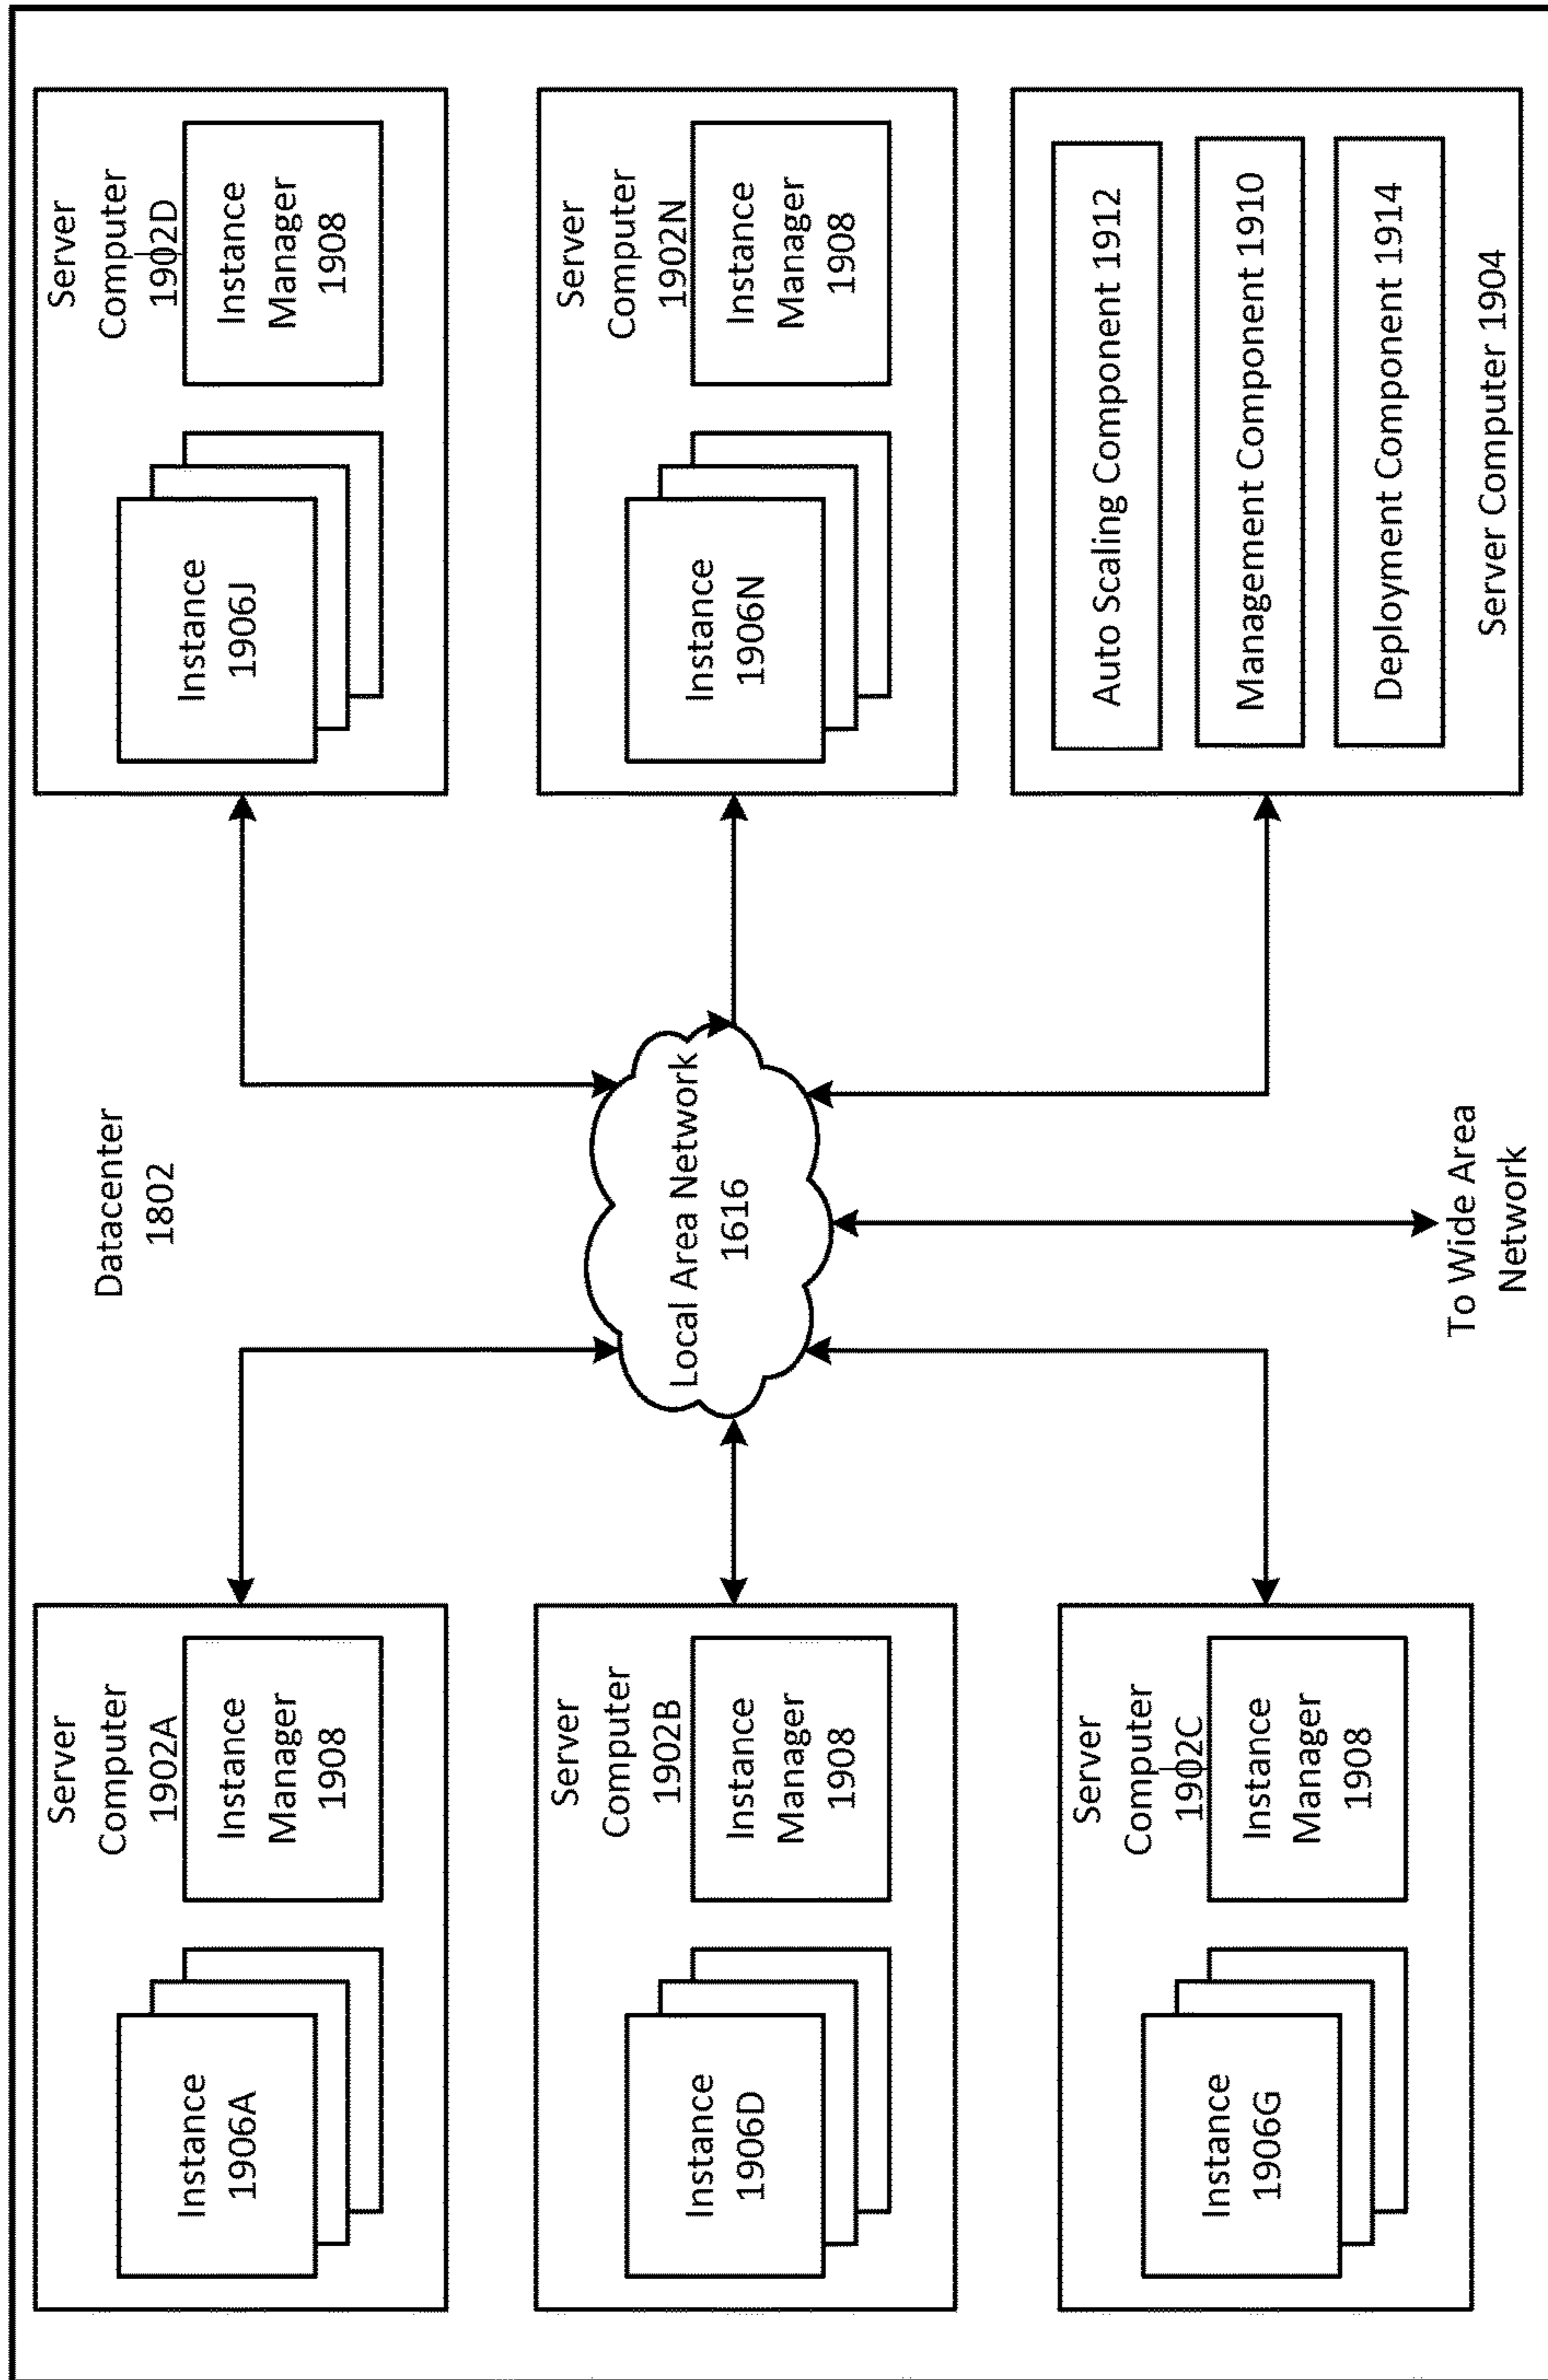 Datacenter
1802
Server
Computer
1902A
Instance
Manager
1908
Instance
1906A
Server
Computer
1902B
Instance
Manager
1908
Instance
1906D
Server
Computer
1902C
Instance
Manager
1908
Instance
1906G
Local Area Network
1616
To Wide Area
Network
Server
Computer
1902D
Instance
Manager
1908
Instance
1906J
Server
Computer
1902N
Instance
Manager
1908
Instance
1906N
Auto Scaling Component 1912
Management Component 1910
Deployment Component 1914
Server Computer 1904